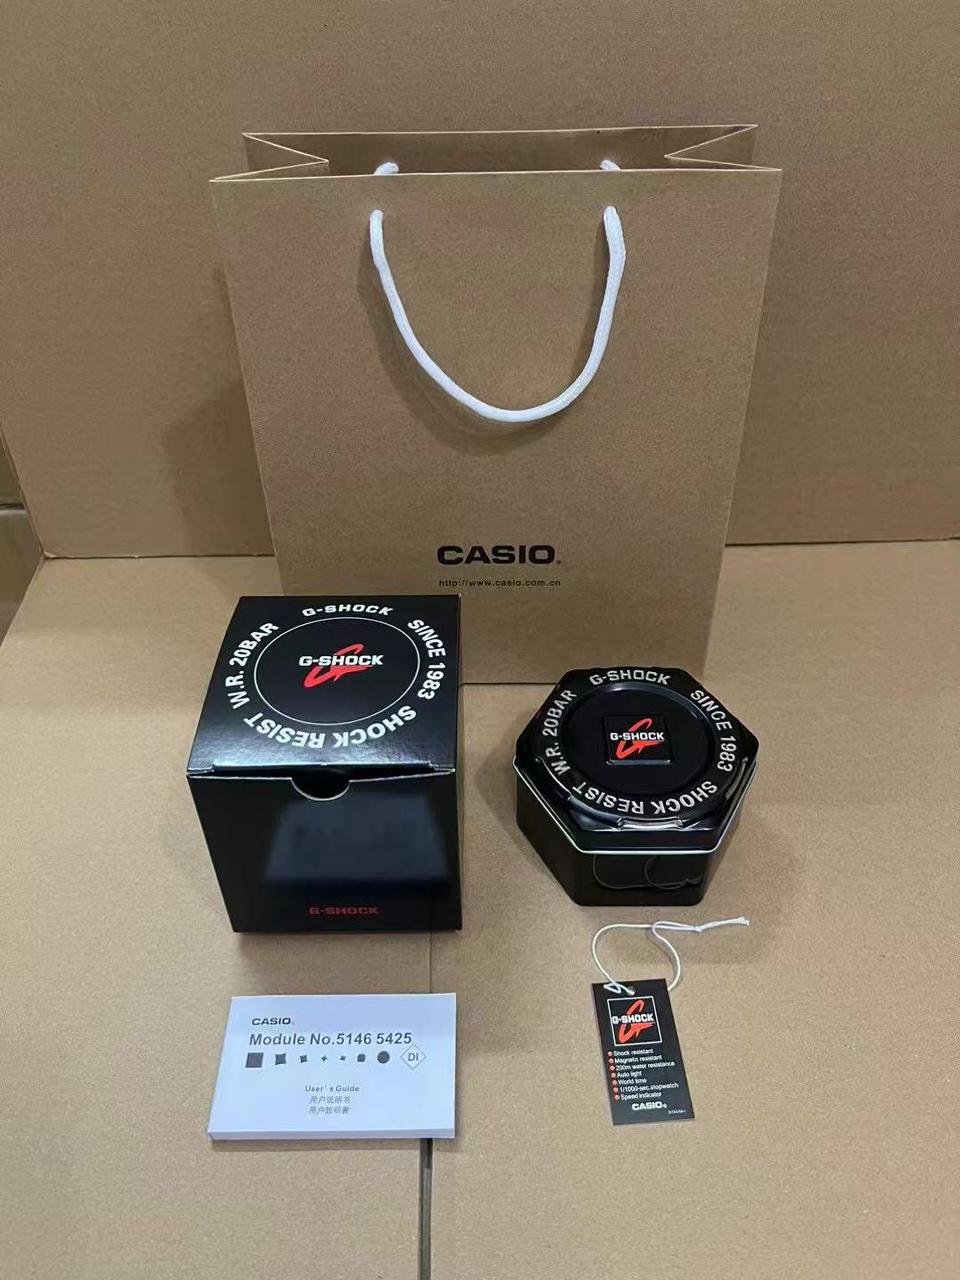 CASIO.
http://www.casio.com.cn
G-SHOCK
SINCE 1983
SHOCK RESIST
W.R. 20BAR
G-SHOCK
G-SHOCK
G-SHOCK
SINCE 1983
SHOCK RESIST
W.R. 20BAR
G-SHOCK
CASIO.
Module No.5146 5425
DI
User's Guide
用户说明书
用户説明書
G-SHOCK
Shock resistant
Magnetic resistant
200m water resistance
Auto light
World time
1/1000-sec.stopwatch
Speed indicator
CASIO®